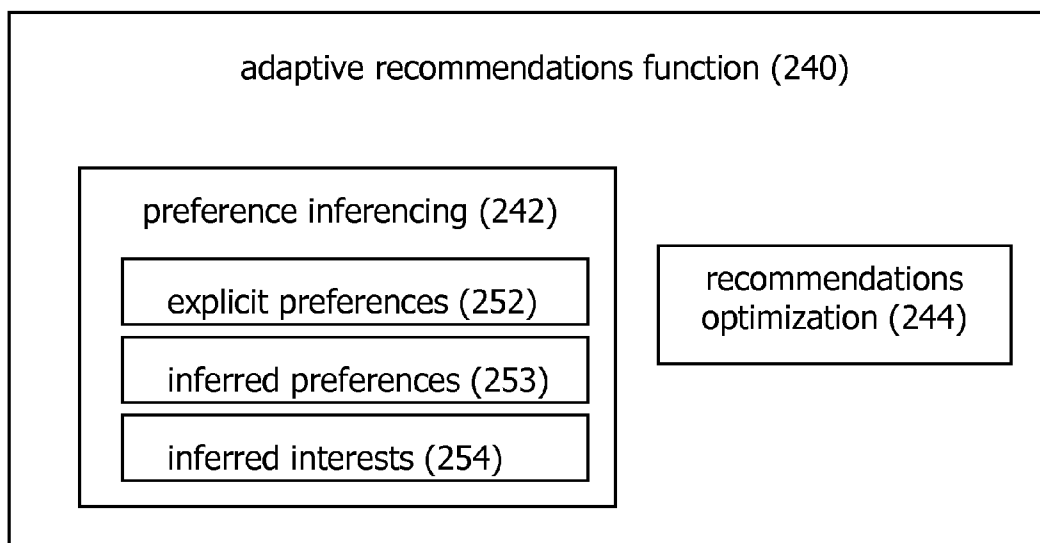 adaptive recommendations function (240)
preference inferencing (242)
explicit preferences (252)
inferred preferences (253)
inferred interests (254)
recommendations
optimization (244)